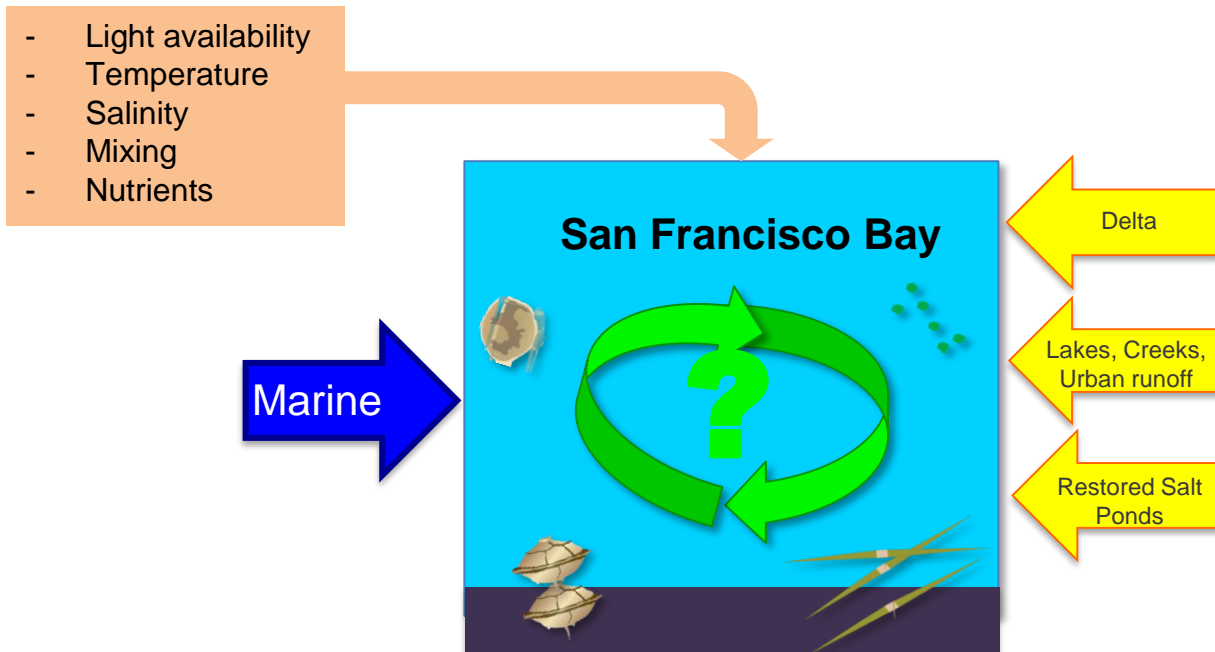 - Light availability
- Temperature
- Salinity
- Mixing
- Nutrients
San Francisco Bay
Delta
?
Lakes, Creeks,
Urban runoff
Marine
Restored Salt
Ponds